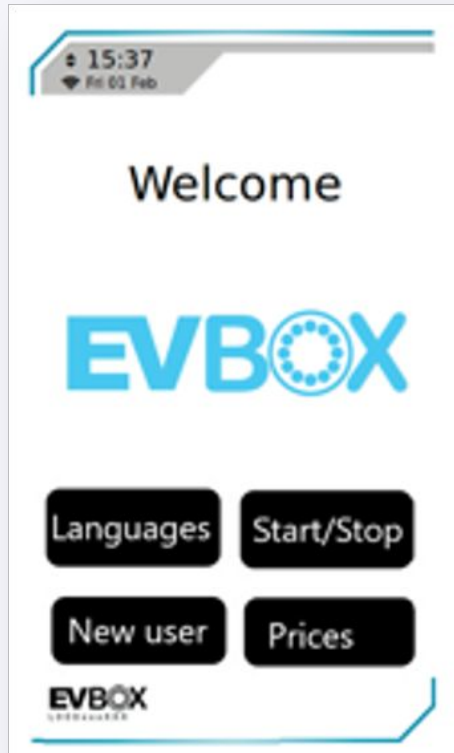 15:37
Fri 01 Feb
Welcome
EVBOX
Languages
Start/Stop
New user
Prices
EVBOX